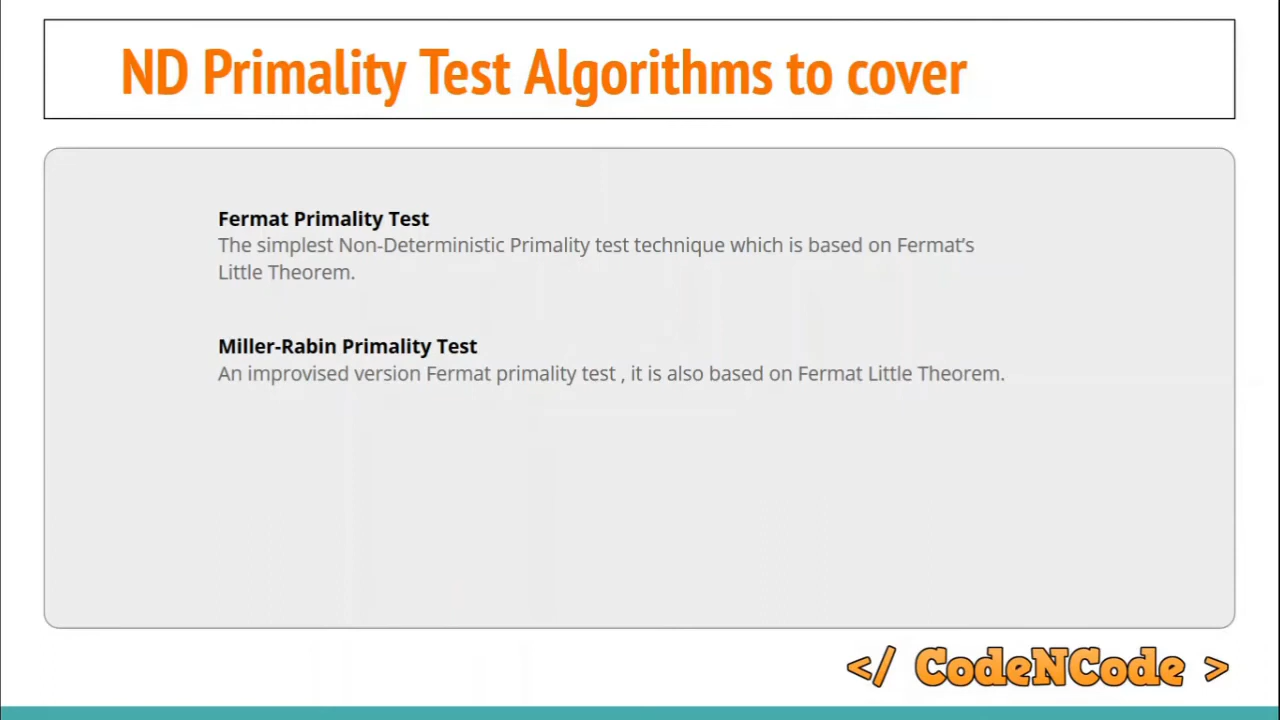 ND Primality Test Algorithms to cover
Fermat Primality Test
The simplest Non-Deterministic Primality test technique which is based on Fermat’s
Little Theorem.
Miller-Rabin Primality Test
An improvised version Fermat primality test , it is also based on Fermat Little Theorem.
</ CodeNCode >